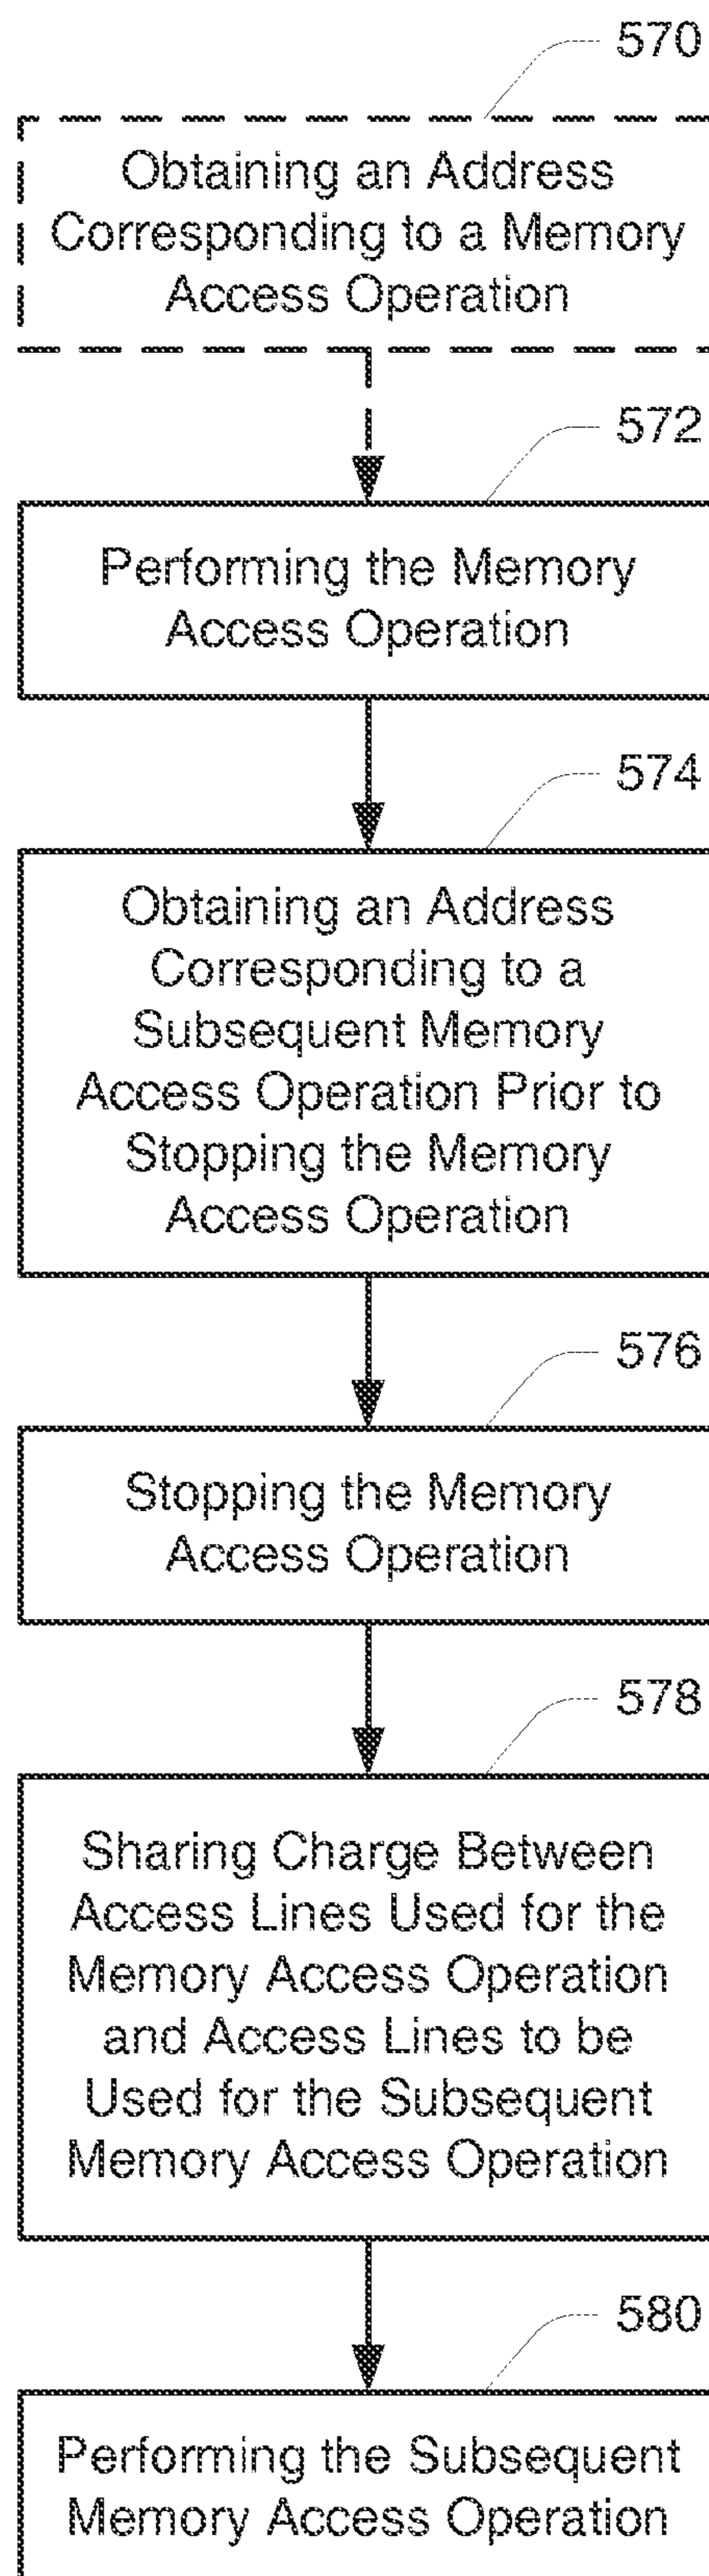 570
Obtaining an Address
Corresponding to a Memory
Access Operation
572
Performing the Memory
Access Operation
574
Obtaining an Address
Corresponding to a
Subsequent Memory
Access Operation Prior to
Stopping the Memory
Access Operation
576
Stopping the Memory
Access Operation
578
Sharing Charge Between
Access Lines Used for the
Memory Access Operation
and Access Lines to be
Used for the Subsequent
Memory Access Operation
580
Performing the Subsequent
Memory Access Operation